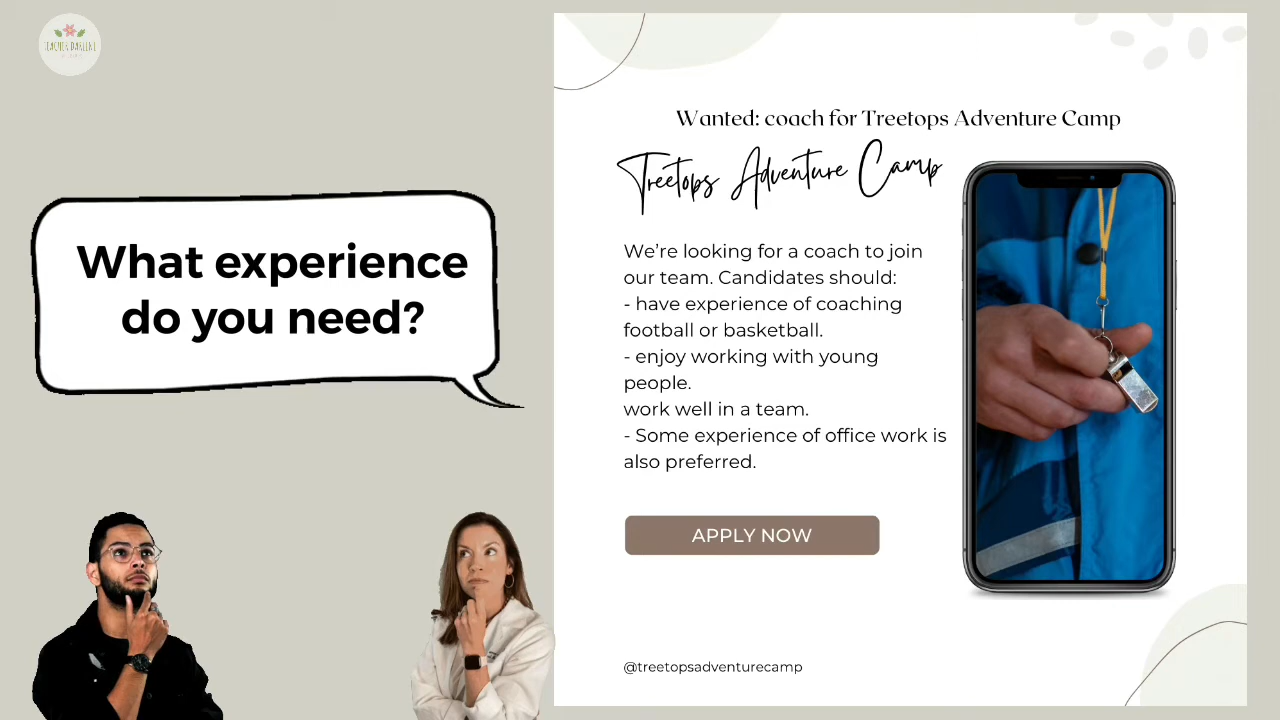 What experience
do you need?
Wanted: coach for Treetops Adventure Camp
Treetops Adventure Camp
We’re looking for a coach to join
our team. Candidates should:
- have experience of coaching
football or basketball.
- enjoy working with young
people.
work well in a team.
- Some experience of office work is
also preferred.
APPLY NOW
@treetopsadventurecamp